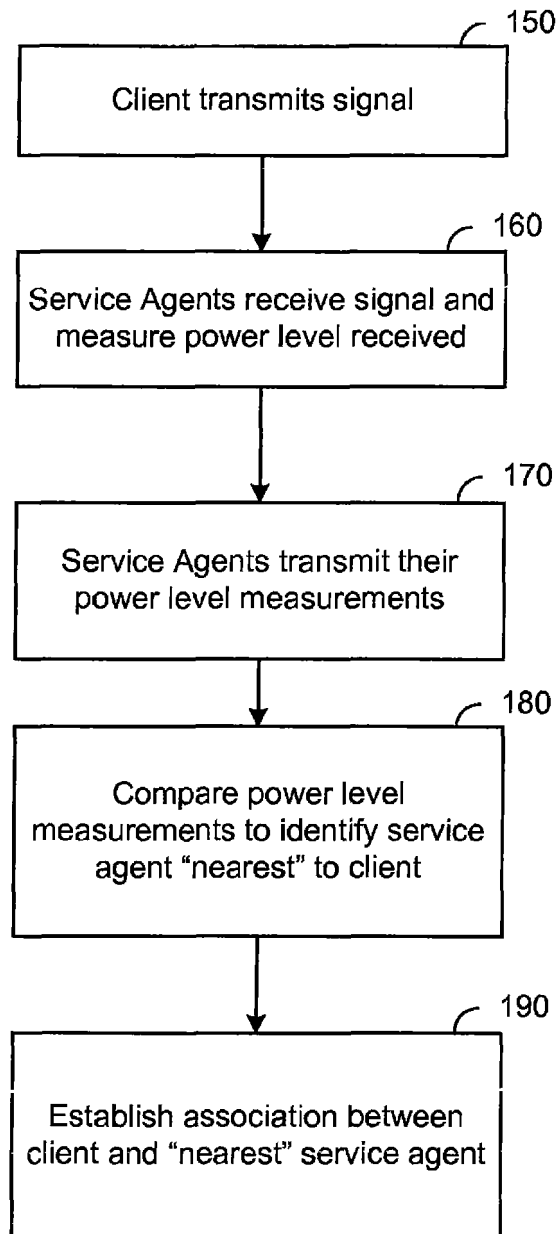 150
Client transmits signal
160
Service Agents receive signal and
measure power level received
170
Service Agents transmit their
power level measurements
180
Compare power level
measurements to identify service
agent “nearest” to client
190
Establish association between
client and “nearest” service agent